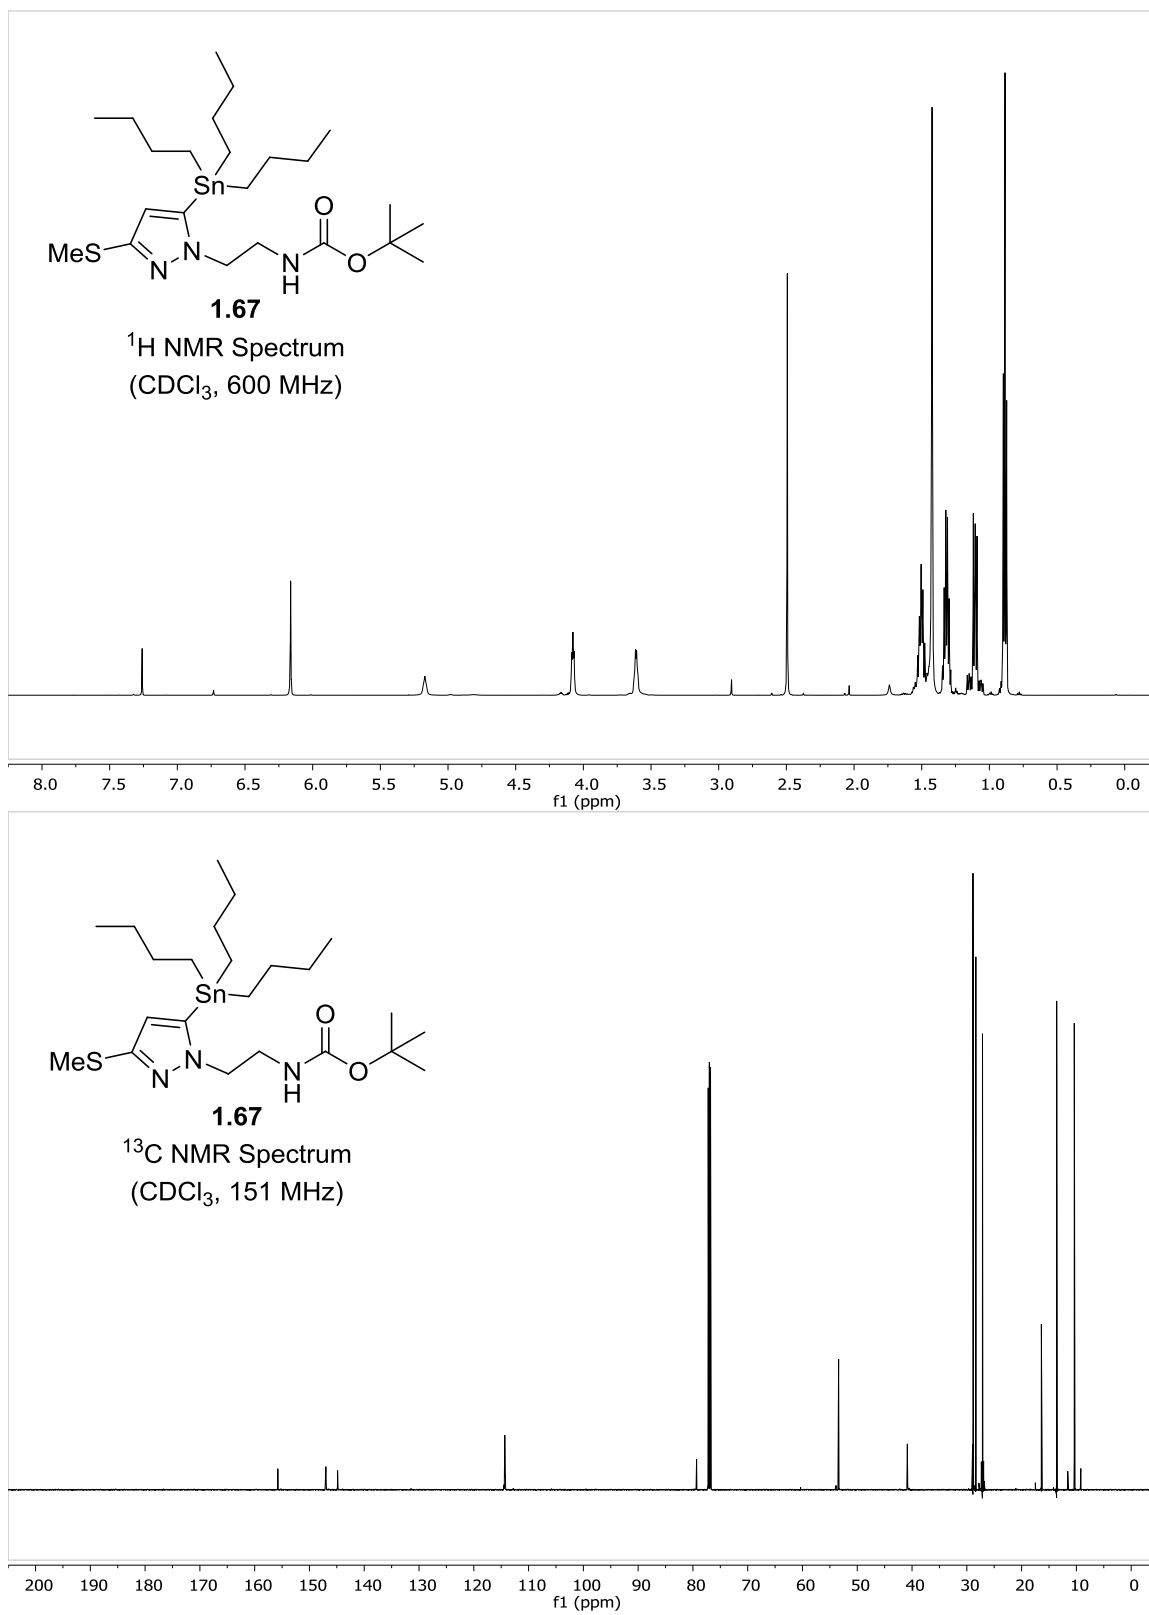 Sn
O
MeS
N
N
N
H
O
1.67
¹H NMR Spectrum
(CDCl₃, 600 MHz)
8.0 7.5 7.0 6.5 6.0 5.5 5.0 4.5 4.0 3.5 3.0 2.5 2.0 1.5 1.0 0.5 0.0
f1 (ppm)
Sn
O
MeS
N
N
N
H
O
1.67
¹³C NMR Spectrum
(CDCl₃, 151 MHz)
200 190 180 170 160 150 140 130 120 110 100 90 80 70 60 50 40 30 20 10 0
f1 (ppm)